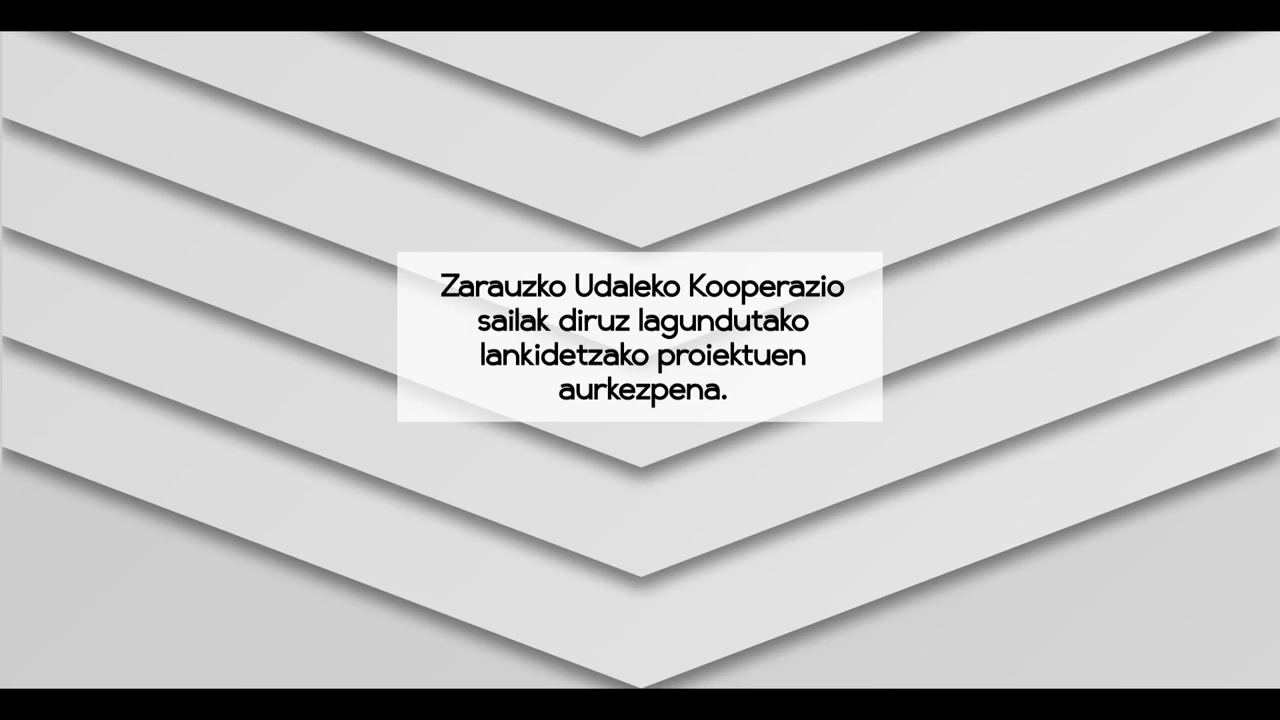 Zarauzko Udaleko Kooperazio
sailak diruz lagundutako
lankidetzako proiektuen
aurkezpena.